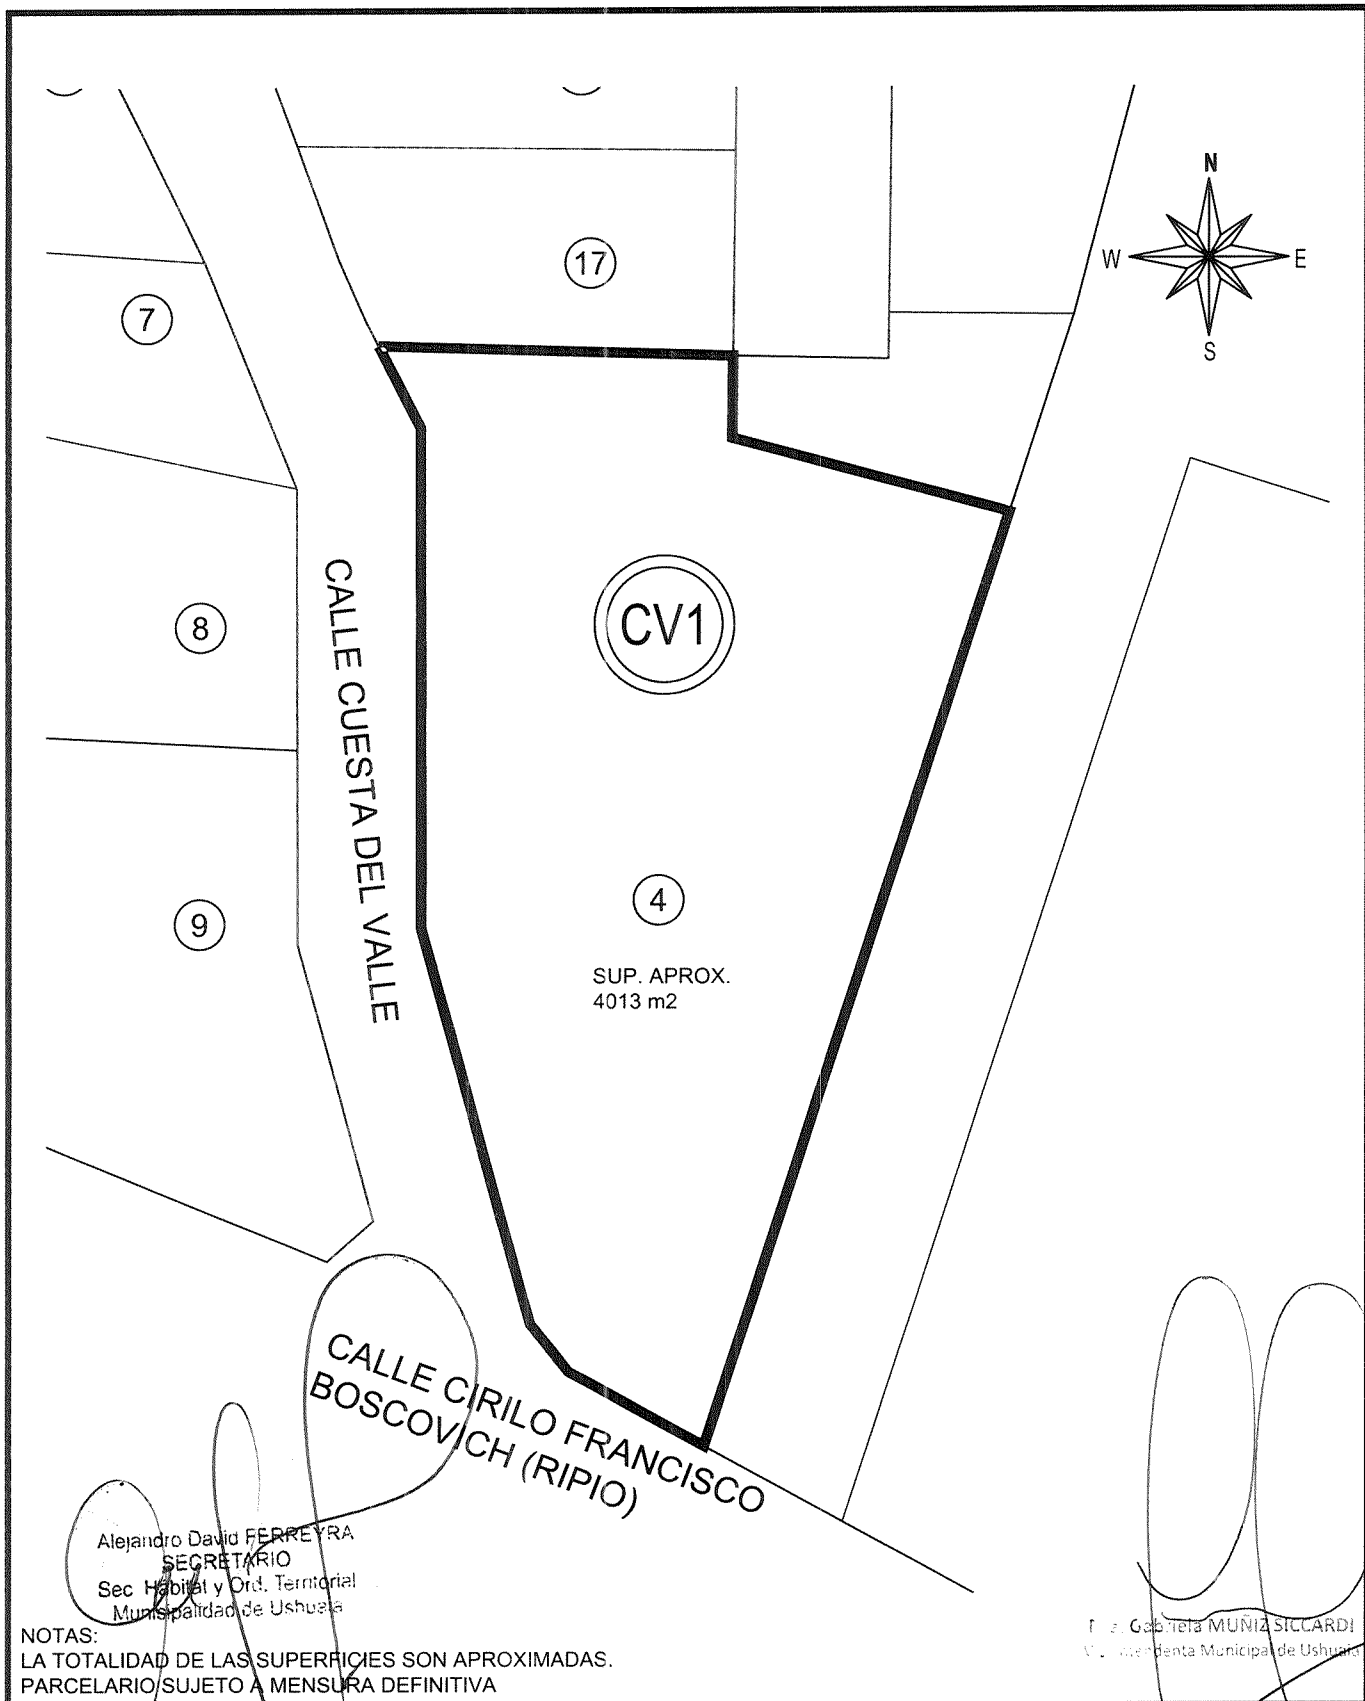 N
W
E
S
17
7
CV1
8
CALLE CUESTA DEL VALLE
4
9
SUP. APROX.
4013 m2
CALLE CIRILO FRANCISCO
BOSCOVICH (RIPIO)
Alejandro David FERREYRA
SECRETARIO
Sec Hábitat y Ord. Territorial
Municipalidad de Ushuaia
Gabriela MUÑIZ SICCARDI
Municipal de Ushuaia
NOTAS:
LA TOTALIDAD DE LAS SUPERFICIES SON APROXIMADAS.
PARCELARIO SUJETO A MENSURA DEFINITIVA